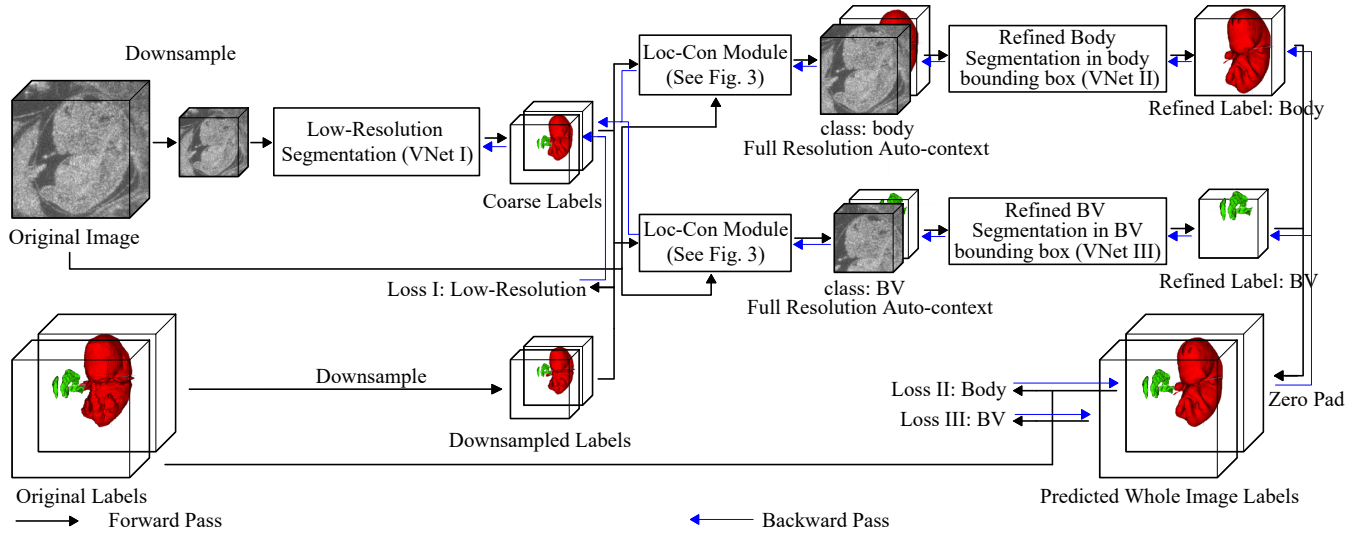 Downsample
Original Image
Low-Resolution
Segmentation (VNet I)
Coarse Labels
Loc-Con Module
(See Fig. 3)
class: body
Full Resolution Auto-context
Refined Body
Segmentation in body
bounding box (VNet II)
Refined Label: Body
Loc-Con Module
(See Fig. 3)
class: BV
Full Resolution Auto-context
Refined BV
Segmentation in BV
bounding box (VNet III)
Refined Label: BV
Loss I: Low-Resolution
Downsample
Downsampled Labels
Original Labels
Loss II: Body
Loss III: BV
Zero Pad
Predicted Whole Image Labels
Forward Pass
Backward Pass